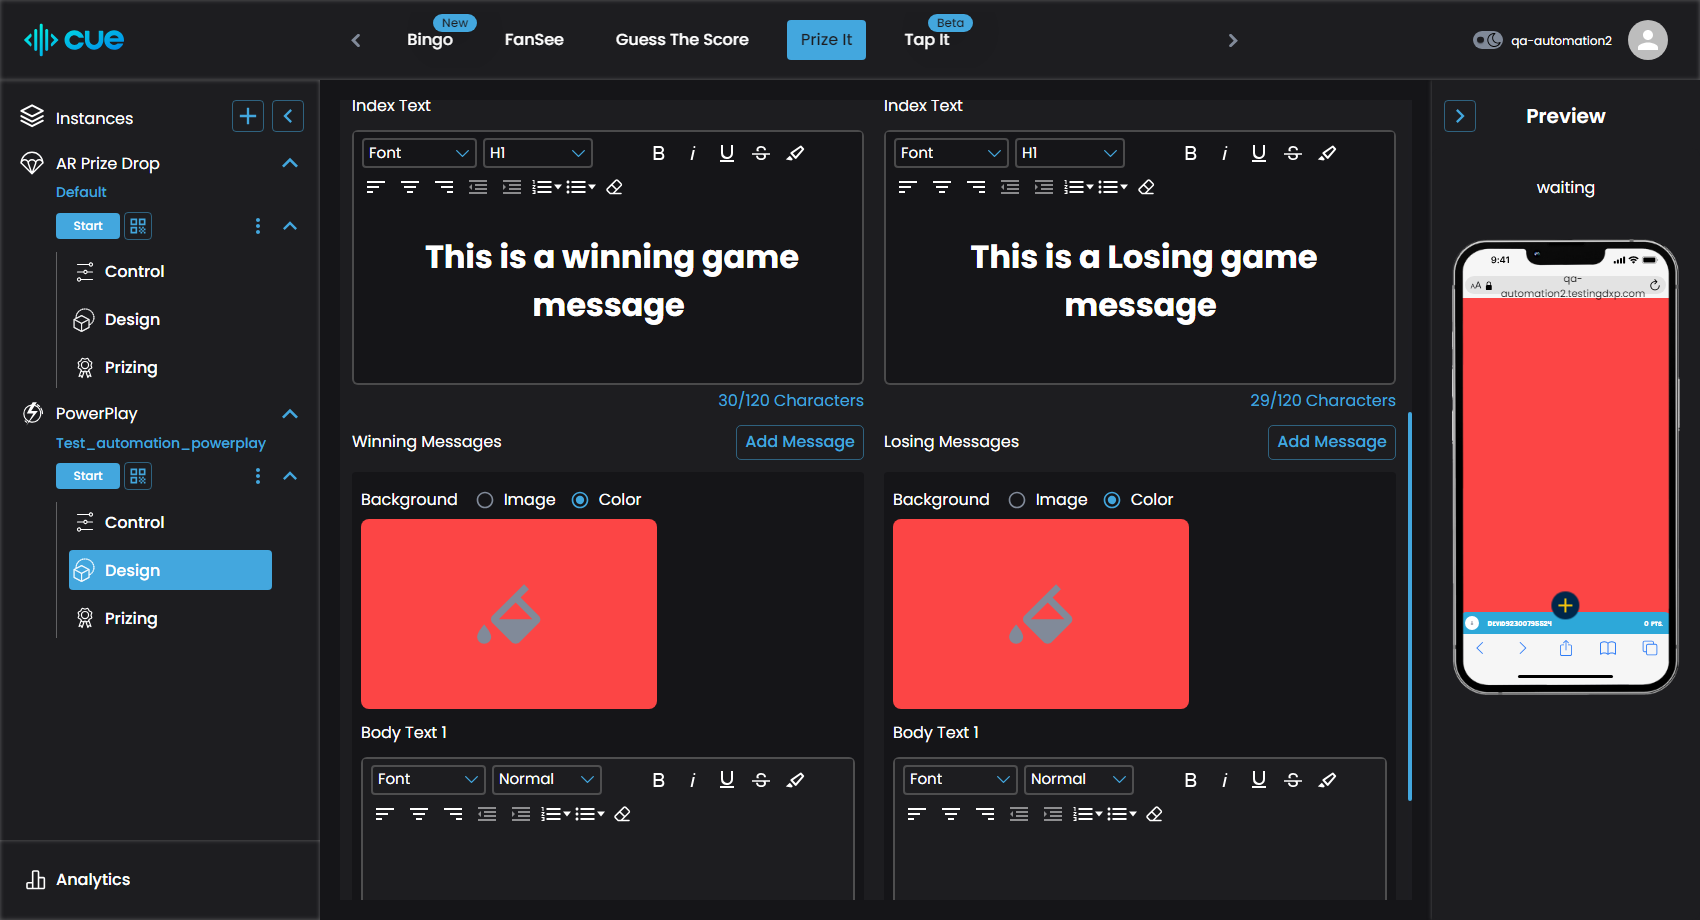 cue
New
Bingo
FanSee
Guess The Score
Prize It
Beta
Tap It
qa-automation2
Instances
AR Prize Drop
Default
Start
Control
Design
Prizing
PowerPlay
Test_automation_powerplay
Start
Control
Design
Prizing
Analytics
Index Text
Font
H1
B i U S
This is a winning game
message
30/120 Characters
Winning Messages
Add Message
Background
Image
Color
Body Text 1
Font
Normal
B i U S
Index Text
Font
H1
B i U S
This is a Losing game
message
29/120 Characters
Losing Messages
Add Message
Background
Image
Color
Body Text 1
Font
Normal
B i U S
Preview
waiting
9:41
AA
qa-
automation2.testingdxp.com
0 PTS.